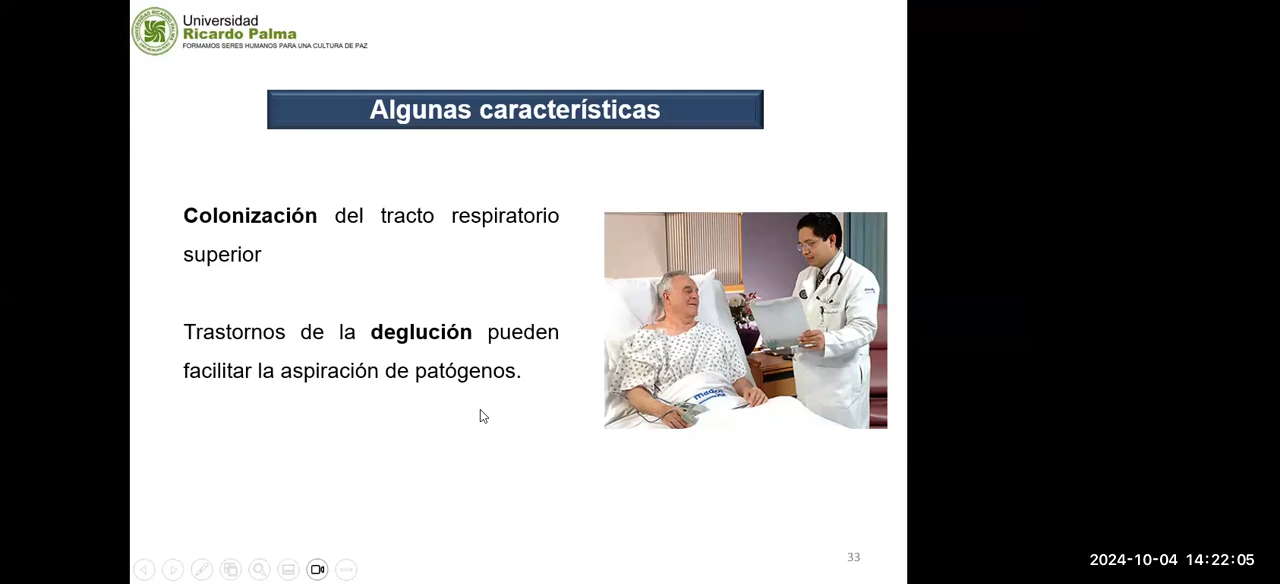 Universidad
Ricardo Palma
FORMAMOS SERES HUMANOS PARA UNA CULTURA DE PAZ
Algunas características
Colonización del tracto respiratorio
superior
Trastornos de la deglución pueden
facilitar la aspiración de patógenos.
33
2024-10-04 14:22:05